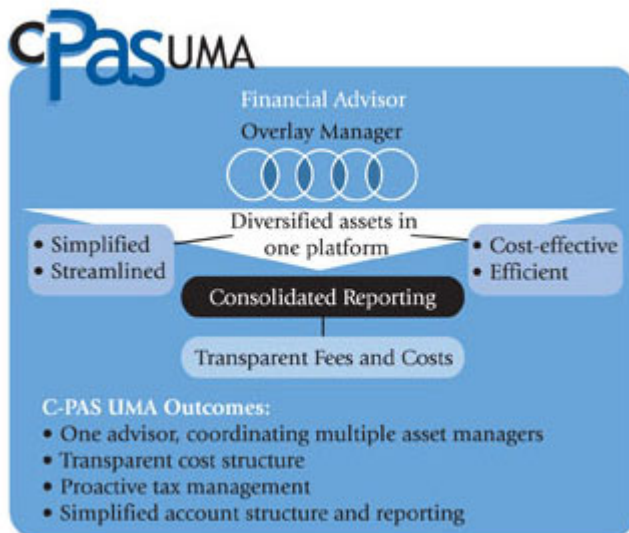 cPas UMA
Financial Advisor
Overlay Manager
Diversified assets in
one platform
• Simplified
• Streamlined
• Cost-effective
• Efficient
Consolidated Reporting
Transparent Fees and Costs
C-PAS UMA Outcomes:
• One advisor, coordinating multiple asset managers
• Transparent cost structure
• Proactive tax management
• Simplified account structure and reporting